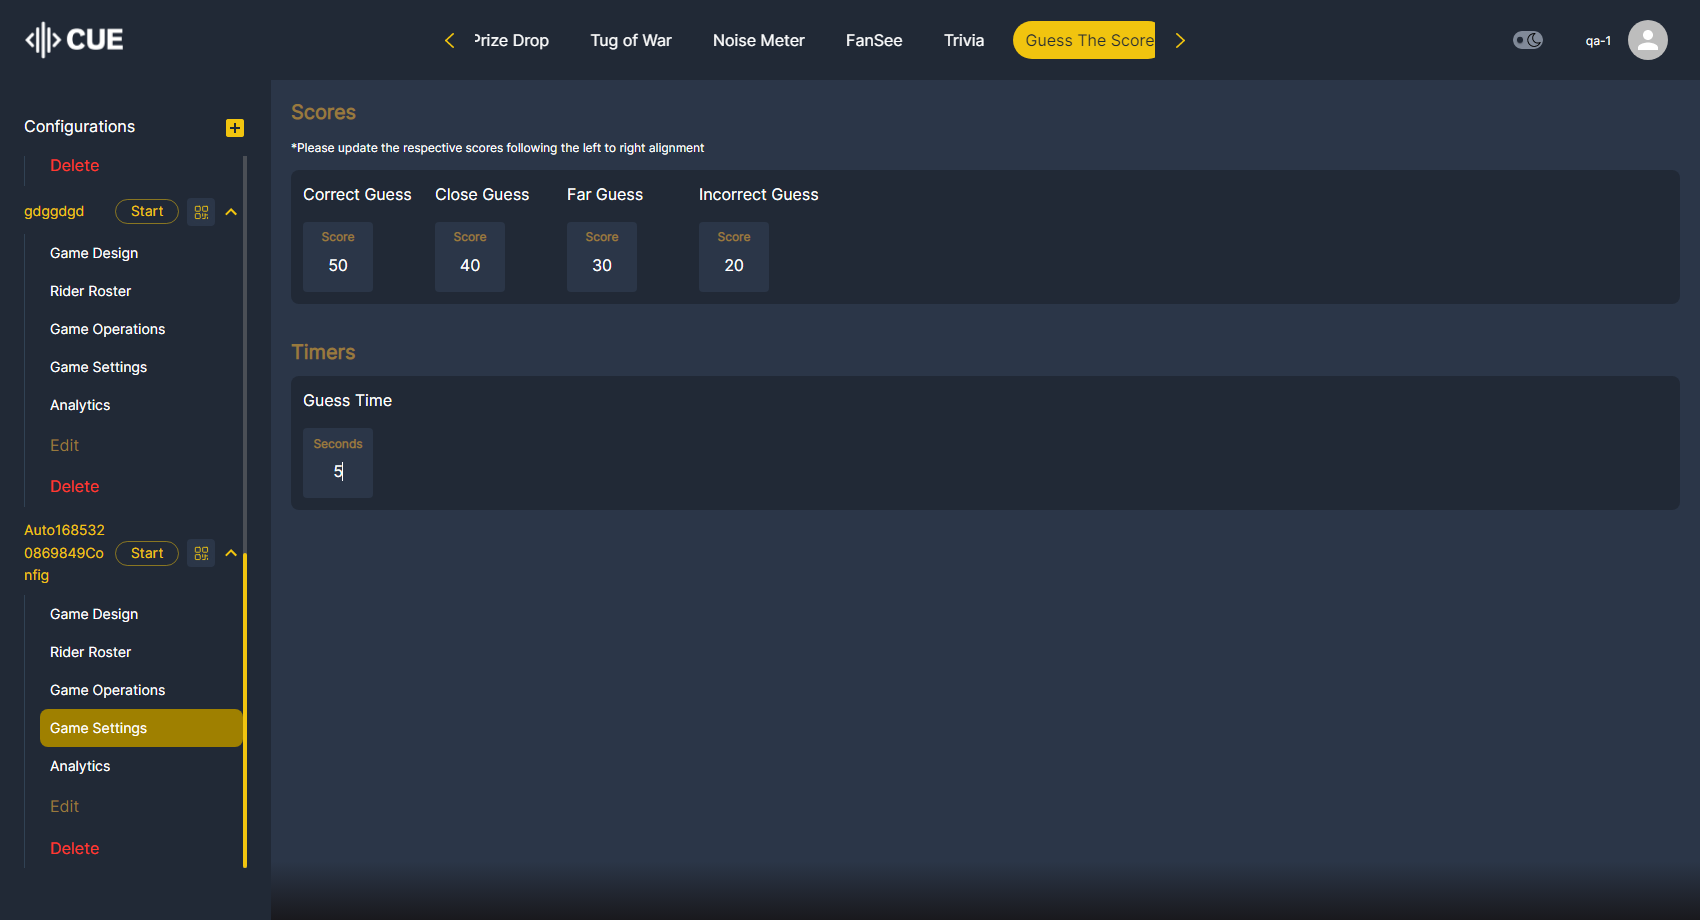 CUE
Prize Drop
Tug of War
Noise Meter
FanSee
Trivia
Guess The Score
qa-1
Configurations
Delete
gdggdgd
Start
Game Design
Rider Roster
Game Operations
Game Settings
Analytics
Edit
Delete
Auto168532
0869849Co
nfig
Start
Game Design
Rider Roster
Game Operations
Game Settings
Analytics
Edit
Delete
Scores
*Please update the respective scores following the left to right alignment
Correct Guess
Close Guess
Far Guess
Incorrect Guess
Score
Score
Score
Score
50
40
30
20
Timers
Guess Time
Seconds
5